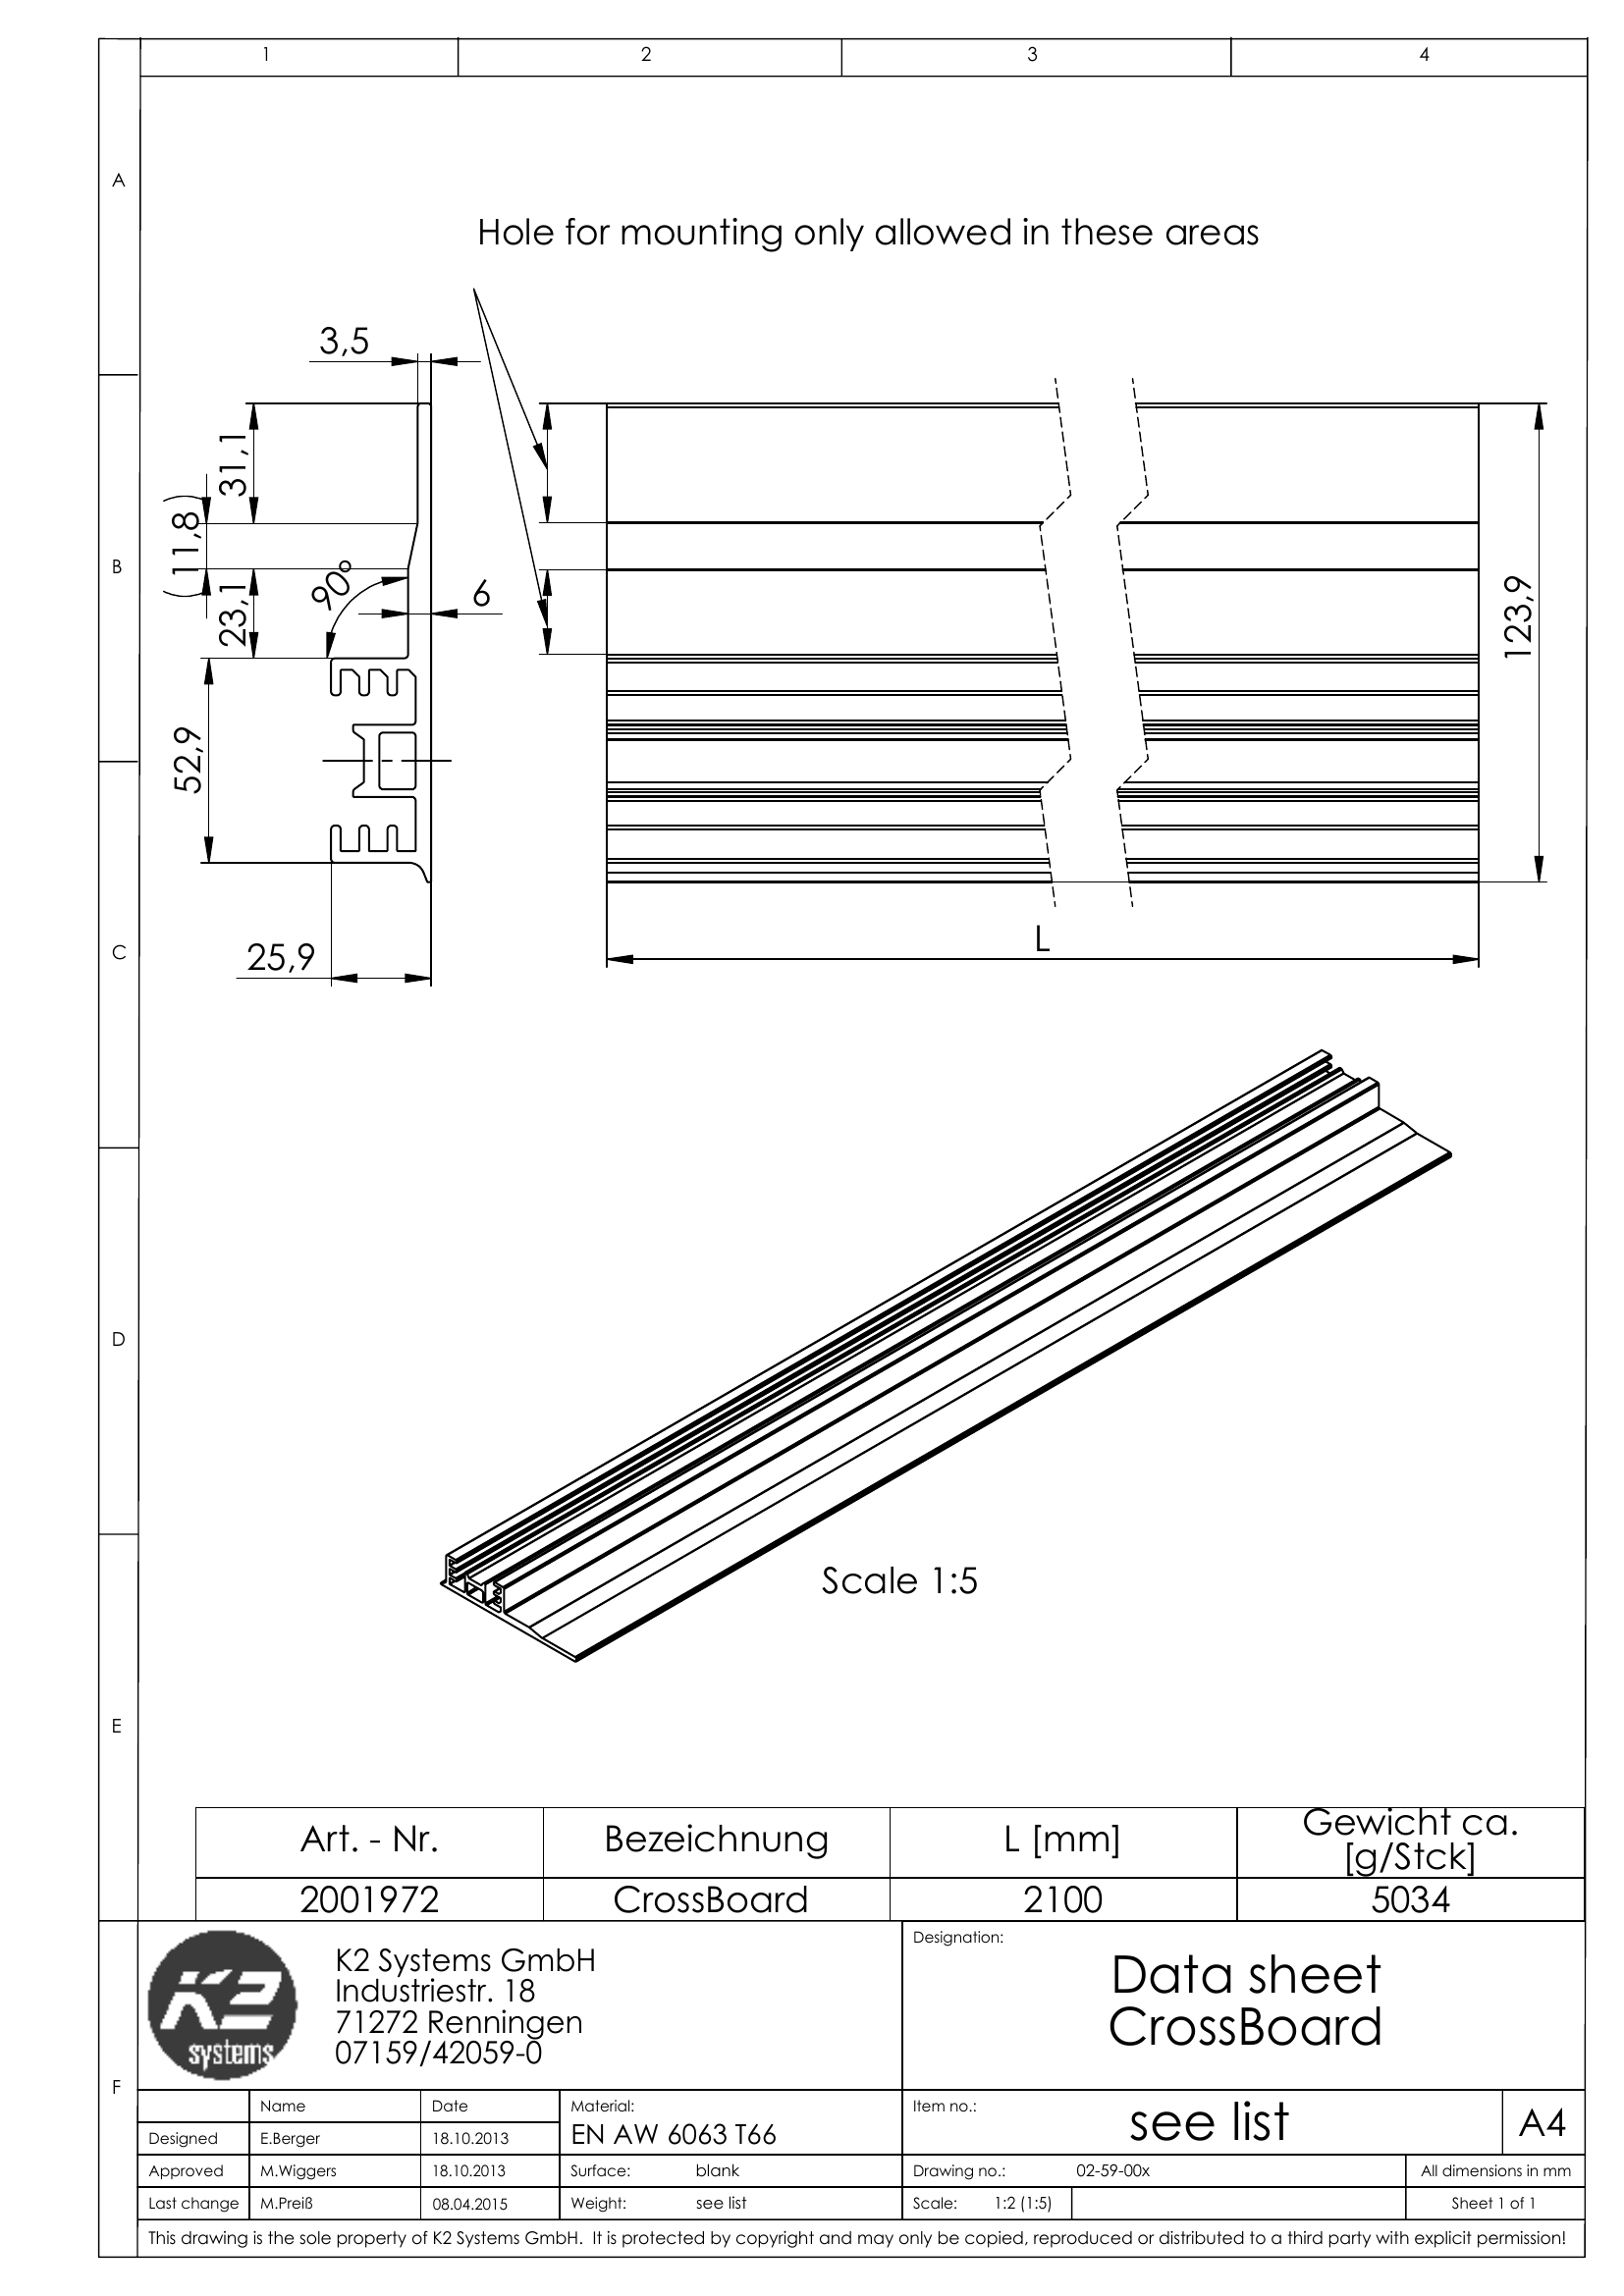 1
2
3
4
A
B
C
D
E
F
Hole for mounting only allowed in these areas
3,5
31,1
(11,8)
90°
6
23,1
123,9
52,9
25,9
L
Scale 1:5
Art. - Nr.
Bezeichnung
L [mm]
Gewicht ca.
[g/Stck]
2001972
CrossBoard
2100
5034
K2
systems
K2 Systems GmbH
Industriestr. 18
71272 Renningen
07159/42059-0
Designation:
Data sheet
CrossBoard
Name
Date
Material:
EN AW 6063 T66
Item no.:
see list
A4
Designed
E.Berger
18.10.2013
Approved
M.Wiggers
18.10.2013
Surface:
blank
Drawing no.:
02-59-00x
All dimensions in mm
Last change
M.Preiß
08.04.2015
Weight:
see list
Scale:
1:2 (1:5)
Sheet 1 of 1
This drawing is the sole property of K2 Systems GmbH. It is protected by copyright and may only be copied, reproduced or distributed to a third party with explicit permission!